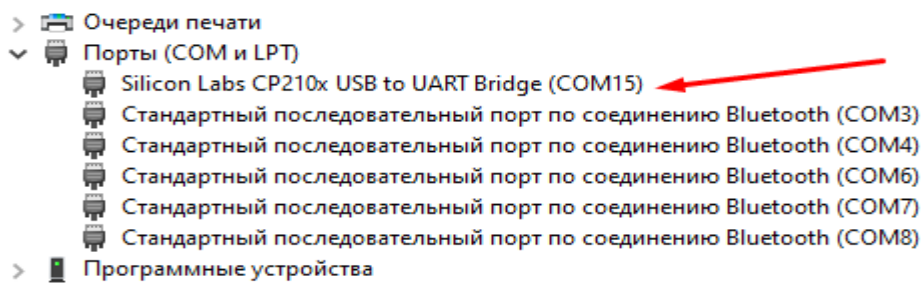 Очереди печати
Порты (COM и LPT)
Silicon Labs CP210x USB to UART Bridge (COM15)
Стандартный последовательный порт по соединению Bluetooth (COM3)
Стандартный последовательный порт по соединению Bluetooth (COM4)
Стандартный последовательный порт по соединению Bluetooth (COM6)
Стандартный последовательный порт по соединению Bluetooth (COM7)
Стандартный последовательный порт по соединению Bluetooth (COM8)
Программные устройства